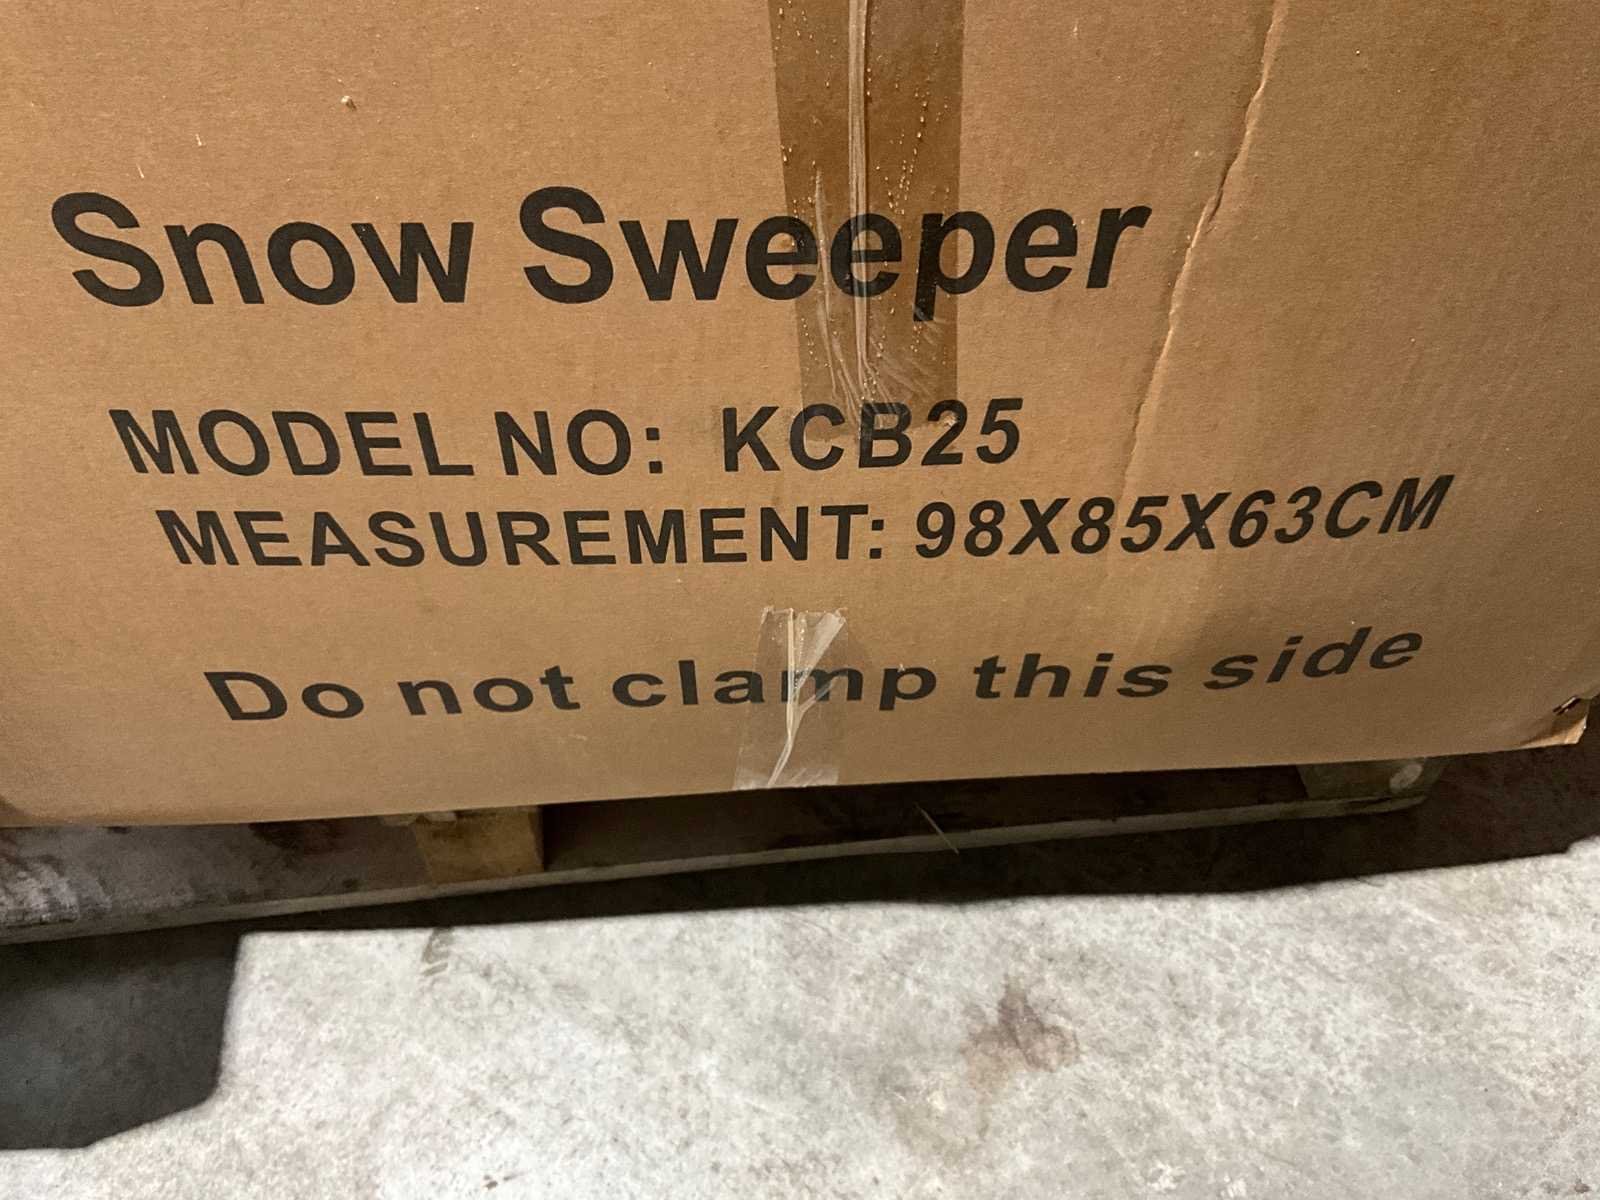 Snow Sweeper
MODEL NO: KCB25
MEASUREMENT: 98X85X63CM
Do not clamp this side